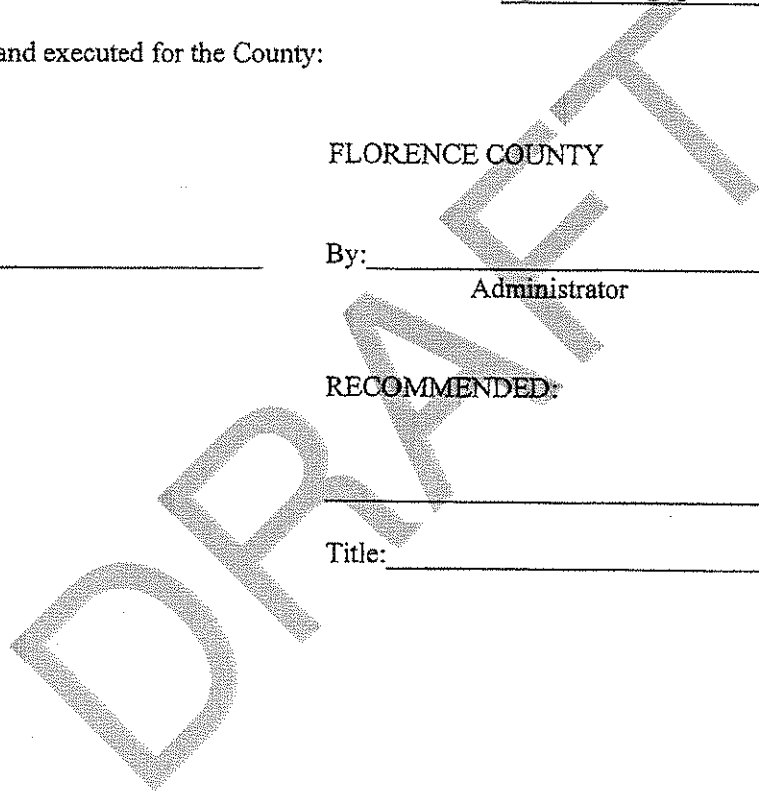 and executed for the County:
FLORENCE COUNTY
By:
Administrator
RECOMMENDED:
Title:
DRAFT